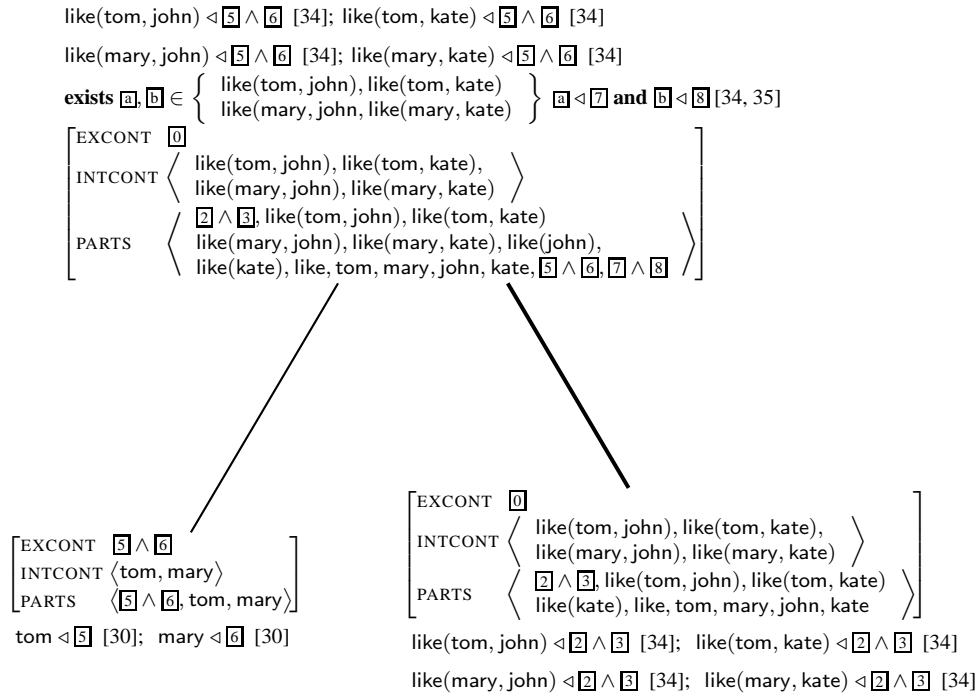 like(tom, john) ◁ 5 ∧ 6 [34]; like(tom, kate) ◁ 5 ∧ 6 [34]
like(mary, john) ◁ 5 ∧ 6 [34]; like(mary, kate) ◁ 5 ∧ 6 [34]
exists a, b ∈ { like(tom, john), like(tom, kate)
like(mary, john, like(mary, kate) } a ◁ 7 and b ◁ 8 [34, 35]
EXCONT 0
INTCONT ⟨ like(tom, john), like(tom, kate),
like(mary, john), like(mary, kate) ⟩
PARTS ⟨ 2 ∧ 3, like(tom, john), like(tom, kate)
like(mary, john), like(mary, kate), like(john),
like(kate), like, tom, mary, john, kate, 5 ∧ 6, 7 ∧ 8 ⟩
EXCONT 5 ∧ 6
INTCONT ⟨tom, mary⟩
PARTS ⟨5 ∧ 6, tom, mary⟩
tom ◁ 5 [30]; mary ◁ 6 [30]
EXCONT 0
INTCONT ⟨ like(tom, john), like(tom, kate),
like(mary, john), like(mary, kate) ⟩
PARTS ⟨ 2 ∧ 3, like(tom, john), like(tom, kate)
like(kate), like, tom, mary, john, kate ⟩
like(tom, john) ◁ 2 ∧ 3 [34]; like(tom, kate) ◁ 2 ∧ 3 [34]
like(mary, john) ◁ 2 ∧ 3 [34]; like(mary, kate) ◁ 2 ∧ 3 [34]